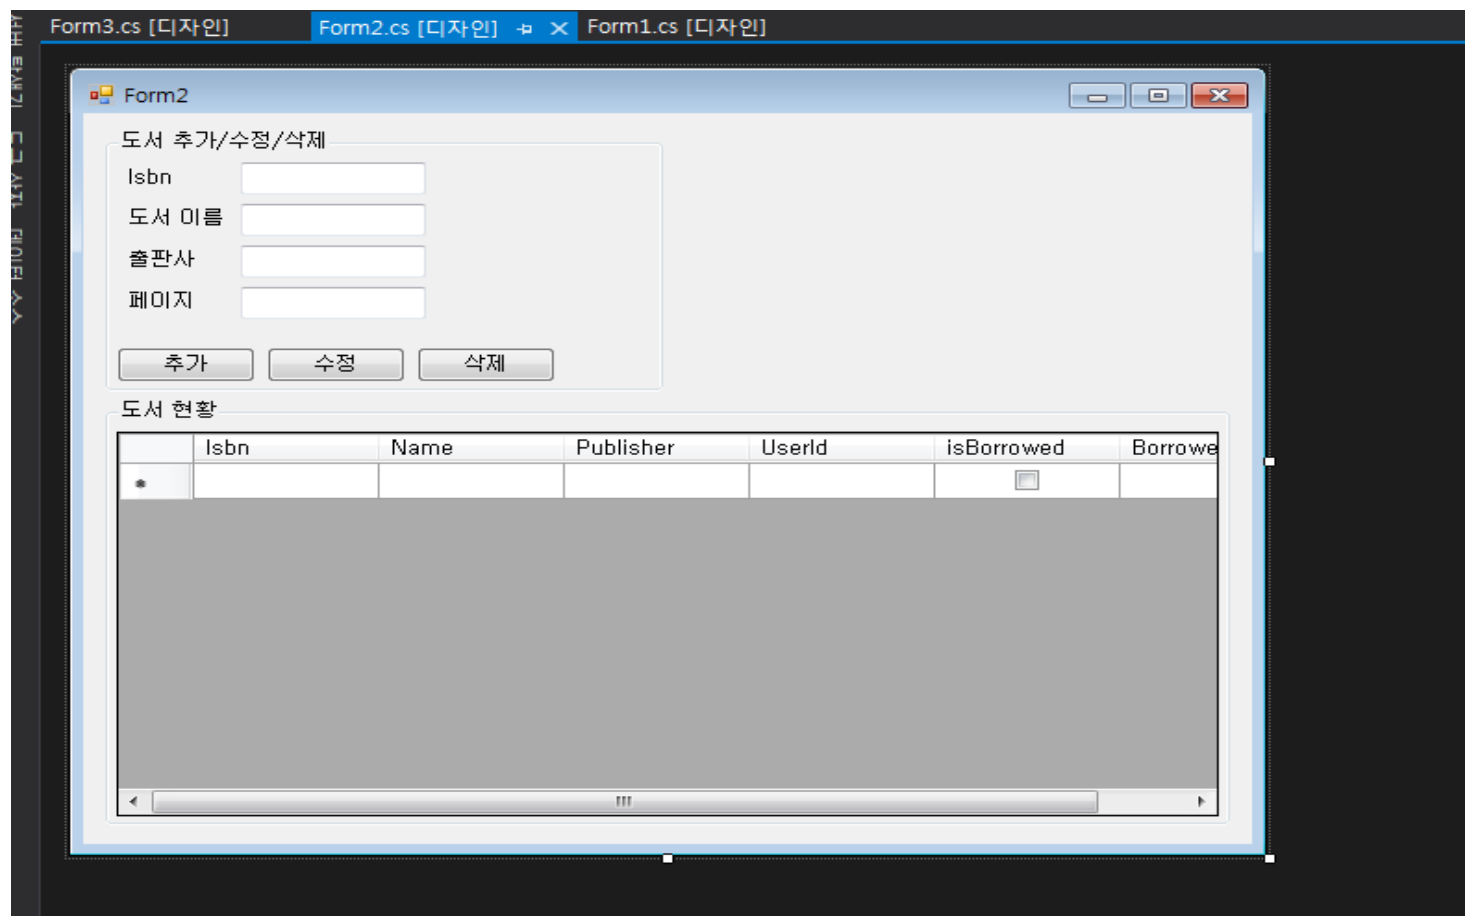 Form3.cs [디자인] Form2.cs [디자인] Form1.cs [디자인]
Form2
도서 추가/수정/삭제
Isbn
도서 이름
출판사
페이지
추가 수정 삭제
도서 현황
Isbn Name Publisher UserId isBorrowed Borrowe